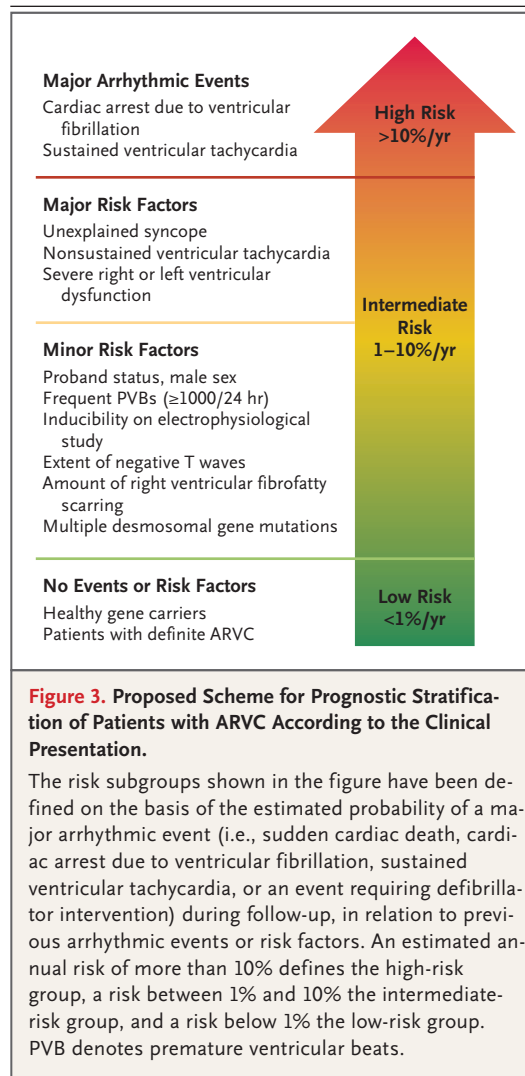 Major Arrhythmic Events
Cardiac arrest due to ventricular
fibrillation
Sustained ventricular tachycardia
High Risk
>10%/yr
Major Risk Factors
Unexplained syncope
Nonsustained ventricular tachycardia
Severe right or left ventricular
dysfunction
Intermediate
Risk
1–10%/yr
Minor Risk Factors
Proband status, male sex
Frequent PVBs (≥1000/24 hr)
Inducibility on electrophysiological
study
Extent of negative T waves
Amount of right ventricular fibrofatty
scarring
Multiple desmosomal gene mutations
No Events or Risk Factors
Healthy gene carriers
Patients with definite ARVC
Low Risk
<1%/yr
Figure 3. Proposed Scheme for Prognostic Stratifica-
tion of Patients with ARVC According to the Clinical
Presentation.
The risk subgroups shown in the figure have been de-
fined on the basis of the estimated probability of a ma-
jor arrhythmic event (i.e., sudden cardiac death, cardi-
ac arrest due to ventricular fibrillation, sustained
ventricular tachycardia, or an event requiring defibrilla-
tor intervention) during follow-up, in relation to previ-
ous arrhythmic events or risk factors. An estimated an-
nual risk of more than 10% defines the high-risk
group, a risk between 1% and 10% the intermediate-
risk group, and a risk below 1% the low-risk group.
PVB denotes premature ventricular beats.